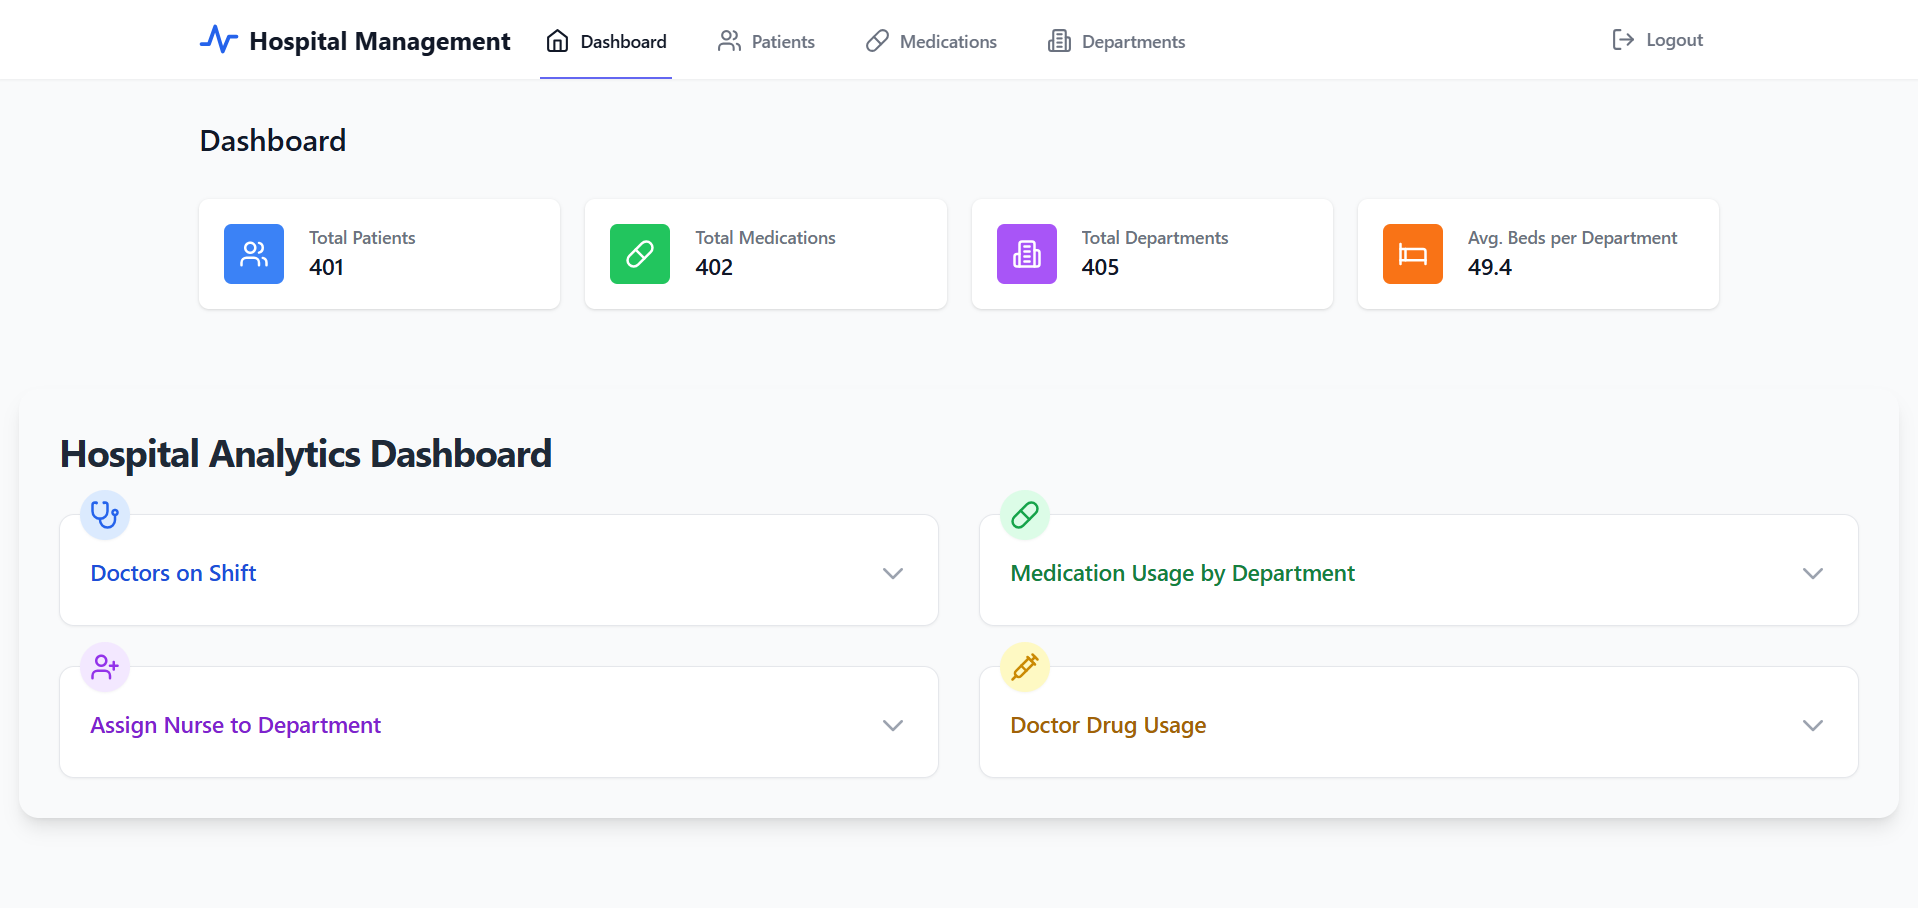 Hospital Management
Dashboard
Patients
Medications
Departments
Logout
Dashboard
Total Patients
401
Total Medications
402
Total Departments
405
Avg. Beds per Department
49.4
Hospital Analytics Dashboard
Doctors on Shift
Medication Usage by Department
Assign Nurse to Department
Doctor Drug Usage